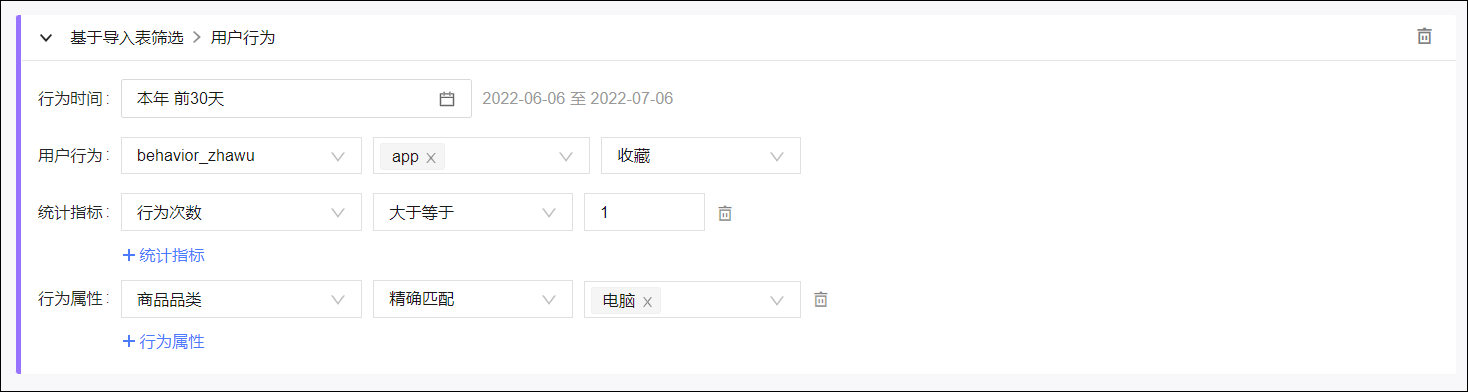 基于导入表筛选 > 用户行为
行为时间: 本年 前30天 2022-06-06 至 2022-07-06
用户行为: behavior_zhawu app 收藏
统计指标: 行为次数 大于等于 1
+ 统计指标
行为属性: 商品品类 精确匹配 电脑
+ 行为属性